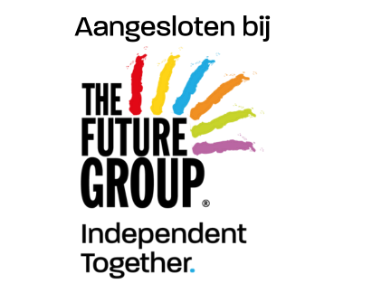 Aangesloten bij
THE
FUTURE
GROUP®
Independent
Together.